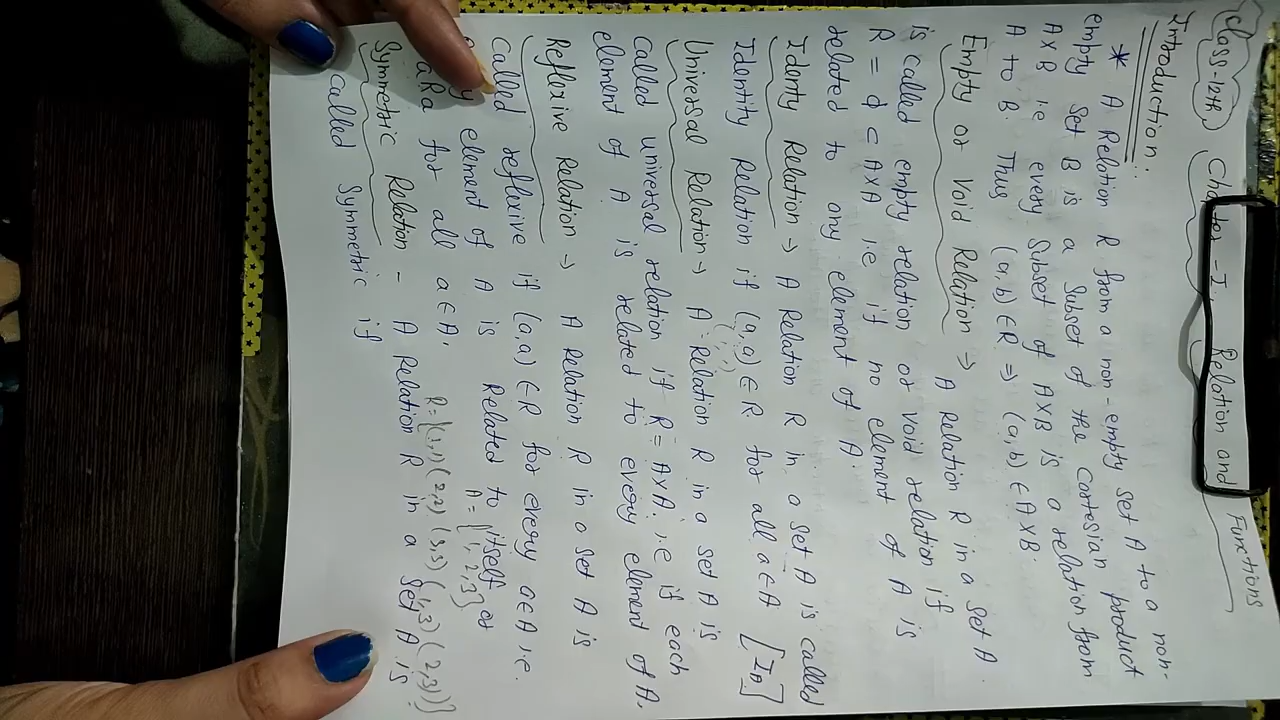 Class-12th, Chapter-I, Relation and Functions
Introduction:
* A Relation R from a non-empty set A to a non-
empty set B is a subset of the cartesian product
A×B i.e every subset of A×B is a relation from
A to B. Thus (a,b) ∈ R ⇒ (a,b) ∈ A×B.
Empty or Void Relation ⇒ A Relation R in a set A
is called empty relation or void relation if
R = φ ⊂ A×A i.e if no element of A is
related to any element of A.
Identy Relation → A Relation R in a set A is called
Identity Relation if (a,a) ∈ R for all a ∈ A [I_A]
Universal Relation → A Relation R in a set A is
called universal relation if R = A×A, i.e if each
element of A is related to every element of A.
Reflexive Relation → A Relation R in a set A is
called reflexive if (a,a) ∈ R for every a∈A i.e.
element of A is Related to itself or
A = {1,2,3}
aRa for all a ∈ A,
R = {(1,1) (2,2) (3,3) (1,3) (2,3)}
Symmetric Relation - A Relation R in a set A is
called Symmetric if